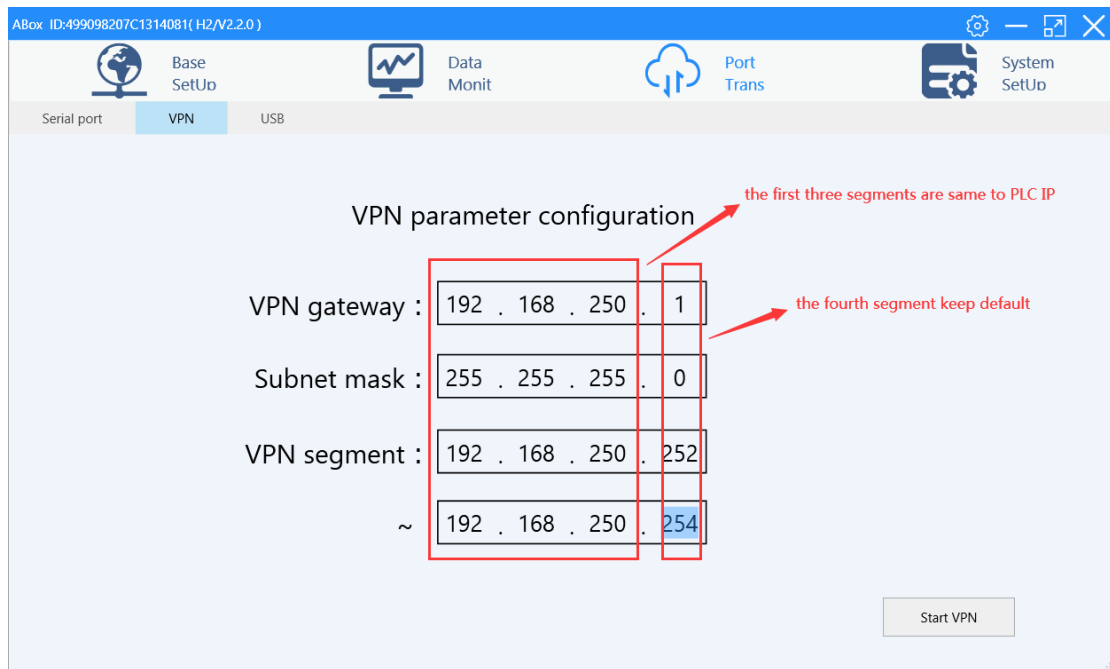 ABox ID:499098207C1314081( H2/V2.2.0 )
Base
SetUp
Data
Monit
Port
Trans
System
SetUp
Serial port VPN USB
the first three segments are same to PLC IP
VPN parameter configuration
VPN gateway : 192 . 168 . 250 . 1
the fourth segment keep default
Subnet mask : 255 . 255 . 255 . 0
VPN segment : 192 . 168 . 250 . 252
~ 192 . 168 . 250 . 254
Start VPN